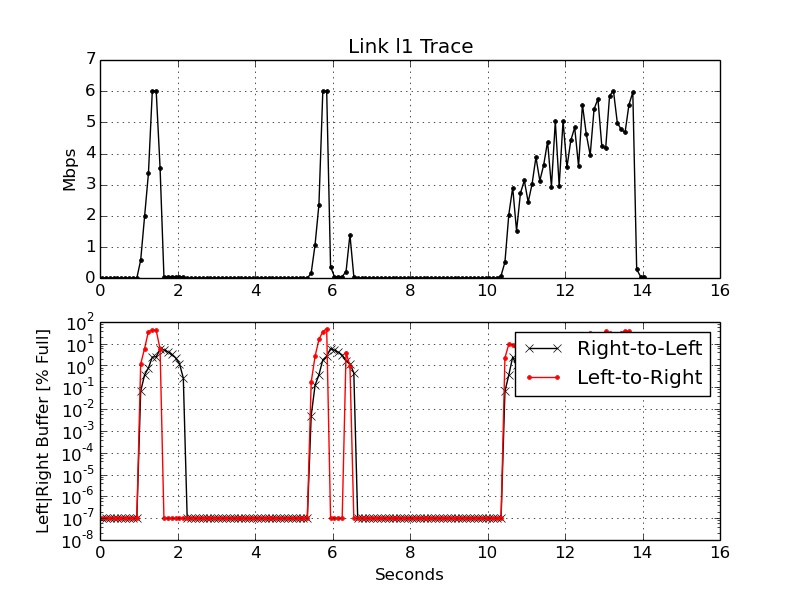 Link l1 Trace
7
6
5
4
3
2
1
0
Mbps
0 2 4 6 8 10 12 14 16
10^2
10^1
10^0
10^-1
10^-2
10^-3
10^-4
10^-5
10^-6
10^-7
10^-8
Left|Right Buffer [% Full]
Right-to-Left
Left-to-Right
0 2 4 6 8 10 12 14 16
Seconds